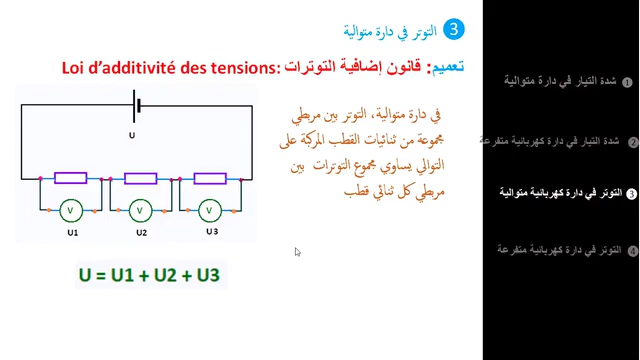 3 التوتر في دارة متوالية
تعميم: قانون إضافية التوترات :Loi d’additivité des tensions
U
V V V
U1 U2 U3
في دارة متوالية، التوتر بين مربطي
مجموعة من ثنائيات القطب المركبة على
التوالي يساوي مجموع التوترات بين
مربطي كل ثنائي قطب
U = U1 + U2 + U3
1 شدة التيار في دارة متوالية
2 شدة التيار في دارة كهربائية متفرعة
3 التوتر في دارة كهربائية متوالية
4 التوتر في دارة كهربائية متفرعة